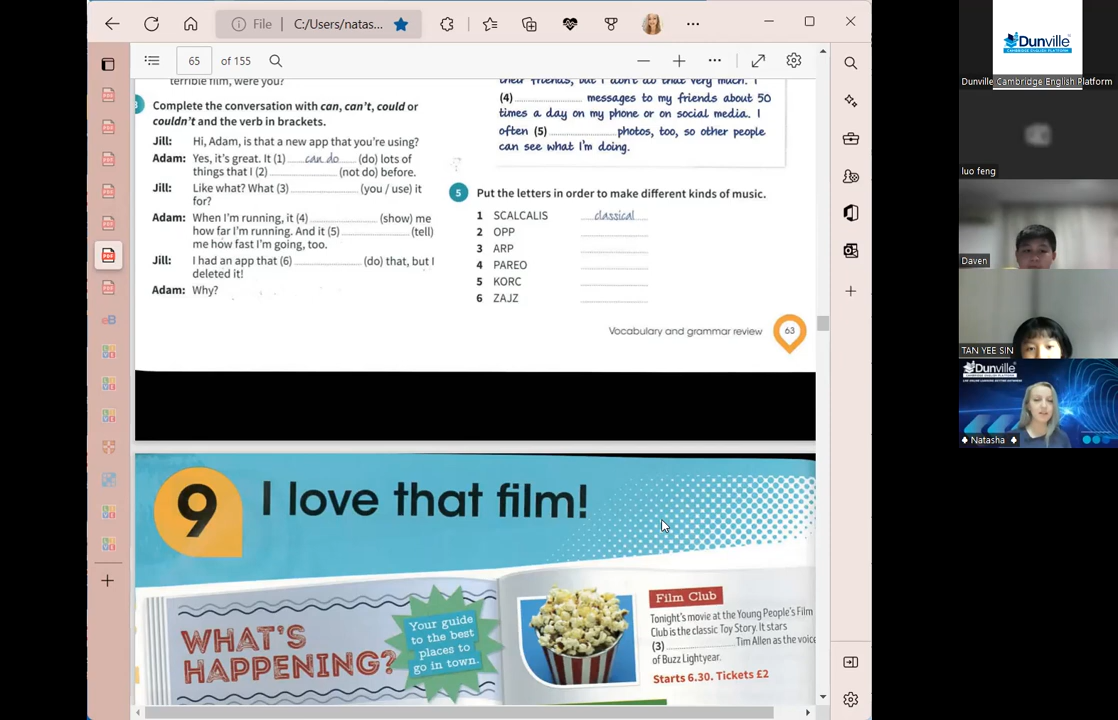 File
C:/Users/natas...
65
of 155
terrible film, were you?
Complete the conversation with can, can't, could or
couldn't and the verb in brackets.
Jill: Hi, Adam, is that a new app that you're using?
Adam: Yes, it's great. It (1) can do (do) lots of
things that I (2) (not do) before.
Jill: Like what? What (3) (you / use) it
for?
Adam: When I'm running, it (4) (show) me
how far I'm running. And it (5) (tell)
me how fast I'm going, too.
Jill: I had an app that (6) (do) that, but I
deleted it!
Adam: Why?
their friends, but I don't do that very much. I
(4) messages to my friends about 50
times a day on my phone or on social media. I
often (5) photos, too, so other people
can see what I'm doing.
5 Put the letters in order to make different kinds of music.
1 SCALCALIS classical
2 OPP
3 ARP
4 PAREO
5 KORC
6 ZAJZ
Vocabulary and grammar review 63
9 I love that film!
WHAT'S
HAPPENING?
Your guide
to the best
places to
go in town.
Film Club
Tonight's movie at the Young People's Film
Club is the classic Toy Story. It stars
(3) Tim Allen as the voice
of Buzz Lightyear.
Starts 6.30. Tickets £2
Dunville
CAMBRIDGE ENGLISH PLATFORM
Dunville Cambridge English Platform
luo feng
Daven
TAN YEE SIN
Dunville
CAMBRIDGE ENGLISH PLATFORM
Natasha